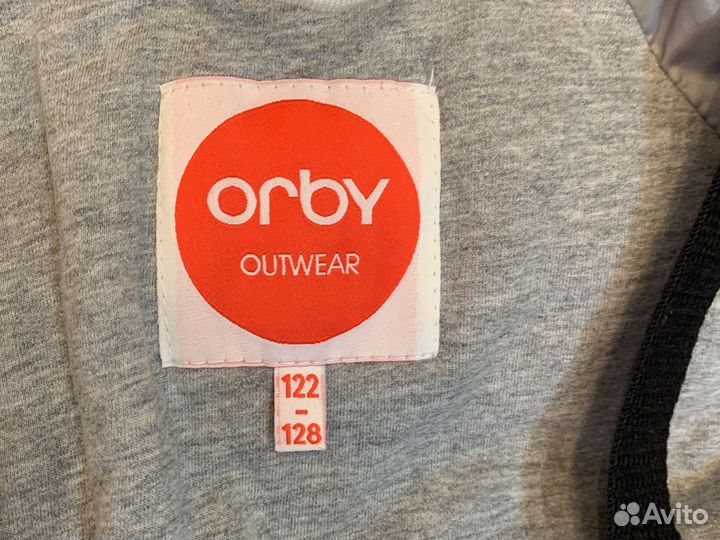 orby
OUTWEAR
122
-
128
Avito